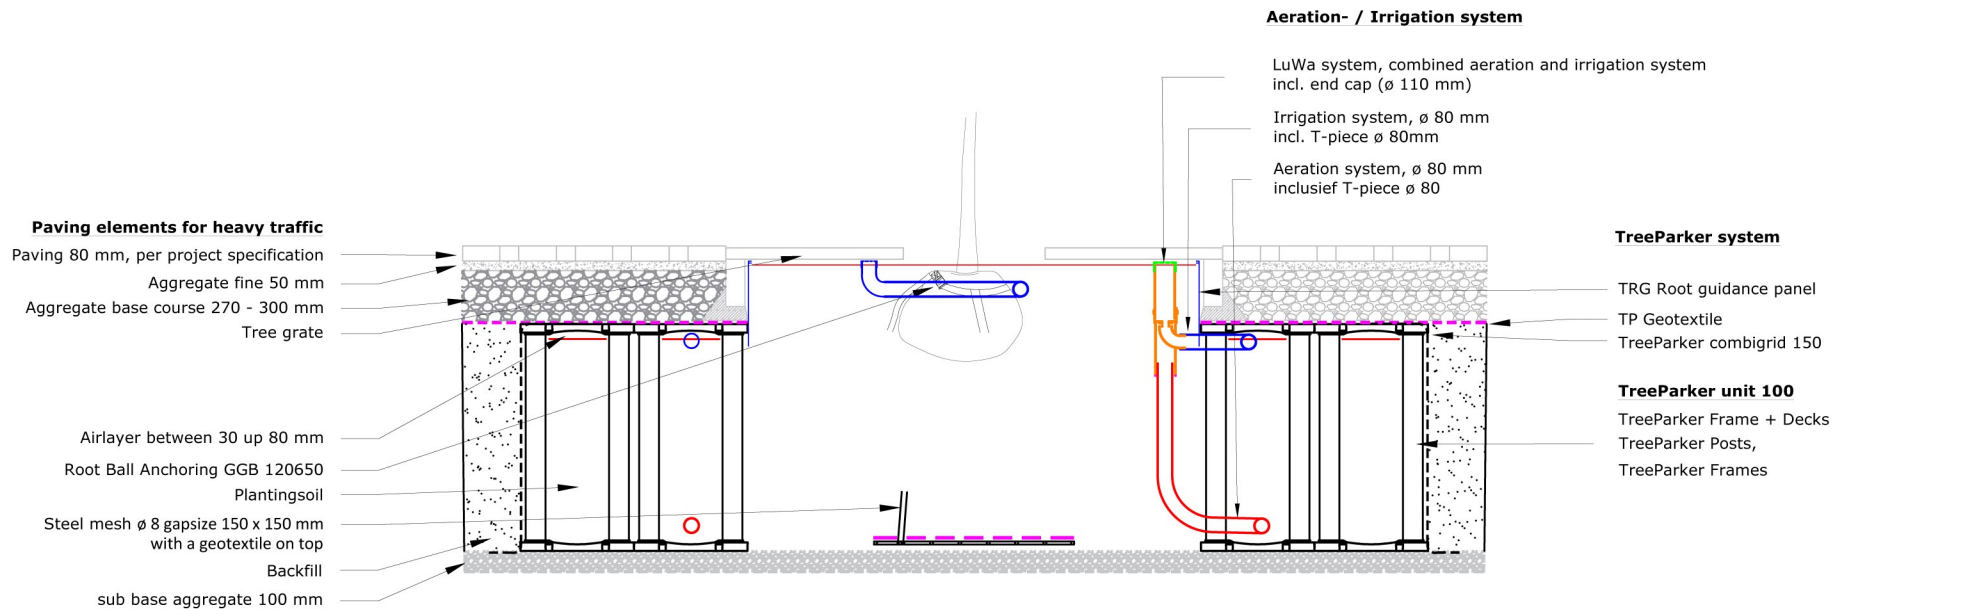 Aeration- / Irrigation system
LuWa system, combined aeration and irrigation system
incl. end cap (ø 110 mm)
Irrigation system, ø 80 mm
incl. T-piece ø 80mm
Aeration system, ø 80 mm
inclusief T-piece ø 80
Paving elements for heavy traffic
Paving 80 mm, per project specification
Aggregate fine 50 mm
Aggregate base course 270 - 300 mm
Tree grate
Airlayer between 30 up 80 mm
Root Ball Anchoring GGB 120650
Plantingsoil
Steel mesh ø 8 gapsize 150 x 150 mm
with a geotextile on top
Backfill
sub base aggregate 100 mm
TreeParker system
TRG Root guidance panel
TP Geotextile
TreeParker combigrid 150
TreeParker unit 100
TreeParker Frame + Decks
TreeParker Posts,
TreeParker Frames